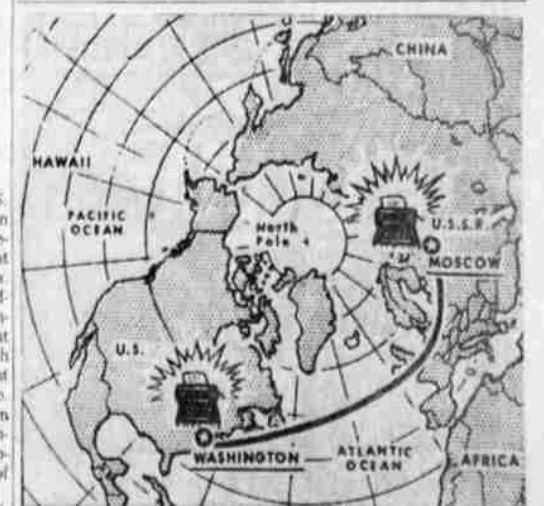 CHINA
HAWAII
PACIFIC
OCEAN
North
Pole
U.S.S.R.
MOSCOW
U.S.
WASHINGTON
ATLANTIC
OCEAN
AFRICA